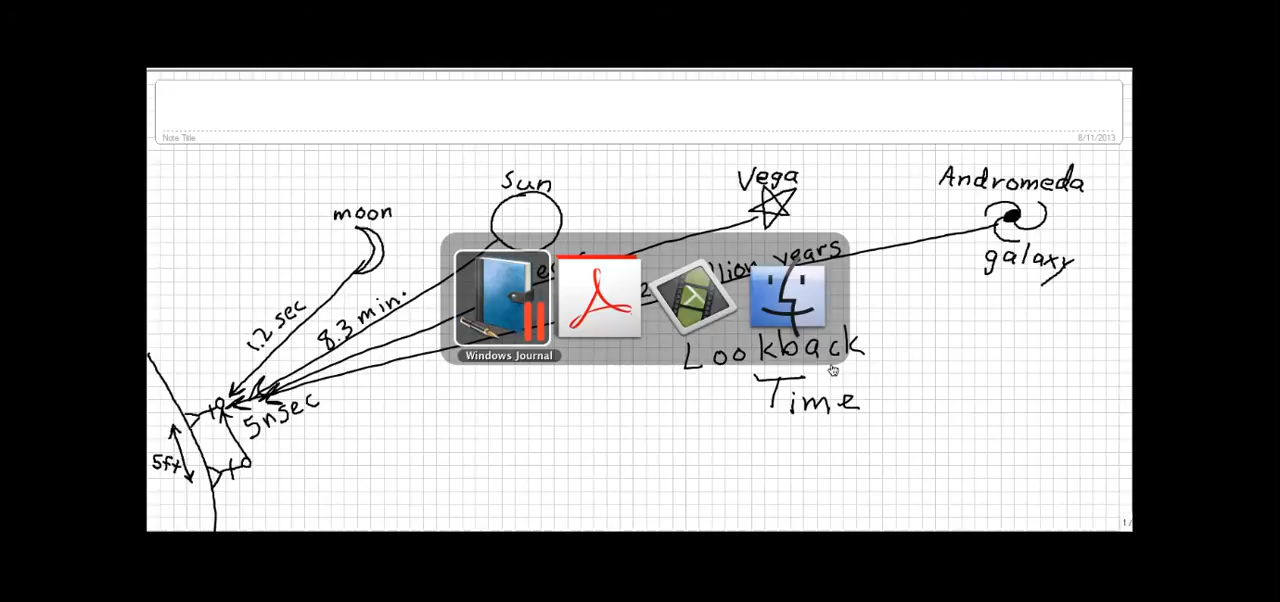 Note Title
8/11/2013
moon
Sun
Vega
Andromeda
galaxy
1.2 sec
8.3 min.
years
5nsec
5ft
Lookback
Time
Windows Journal
1 /